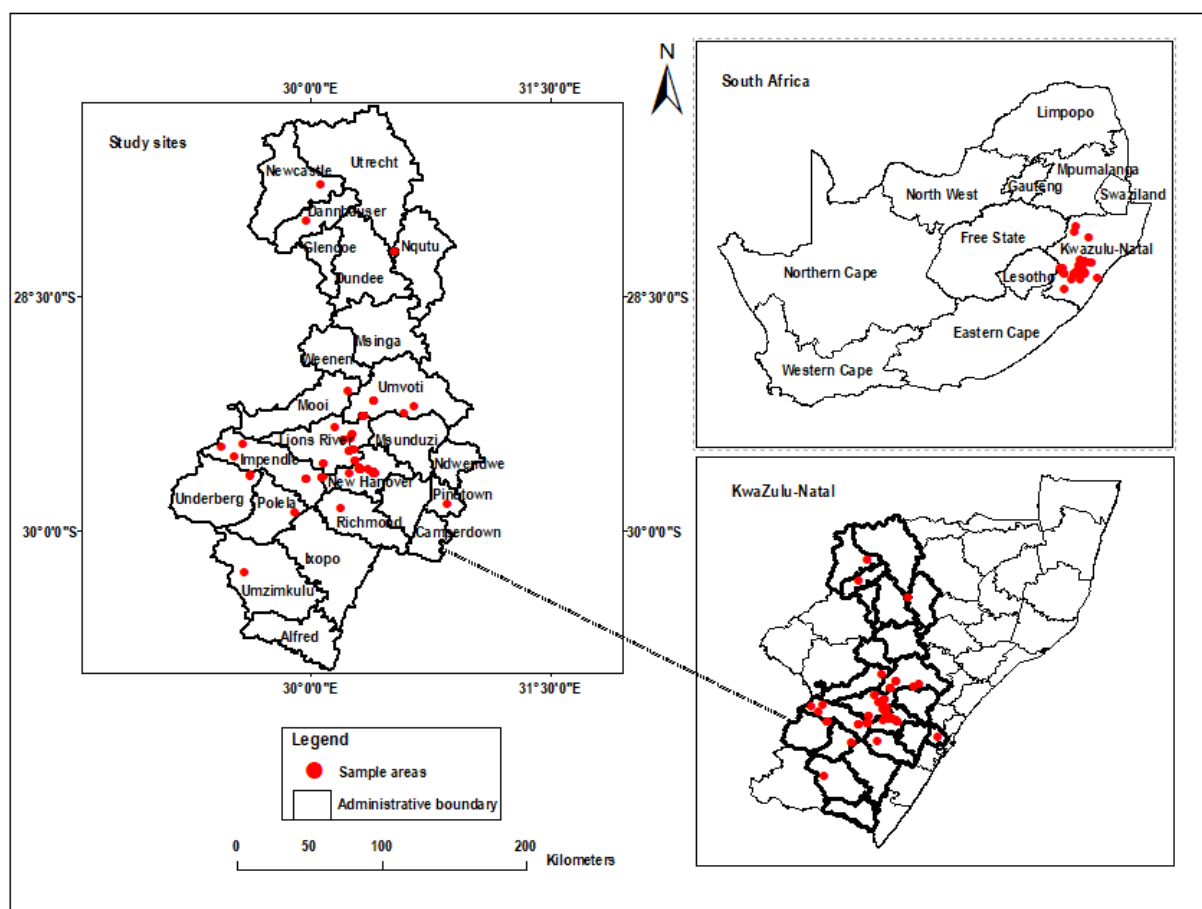 30°0'0"E
31°30'0"E
Study sites
Utrecht
Newcastle
Dannhauser
Glencoe
Nqutu
Dundee
28°30'0"S
28°30'0"S
Msinga
Weenen
Umvoti
Mooi
Lions River
Msunduzi
Impendle
Ndwendwe
New Hanover
Underberg
Polela
Pinetown
Richmond
Camperdown
30°0'0"S
30°0'0"S
Ixopo
Umzimkulu
Alfred
30°0'0"E
31°30'0"E
N
South Africa
Limpopo
Mpumalanga
Gauteng
North West
Swaziland
Free State
Kwazulu-Natal
Northern Cape
Lesotho
Eastern Cape
Western Cape
KwaZulu-Natal
Legend
Sample areas
Administrative boundary
0 50 100 200
Kilometers